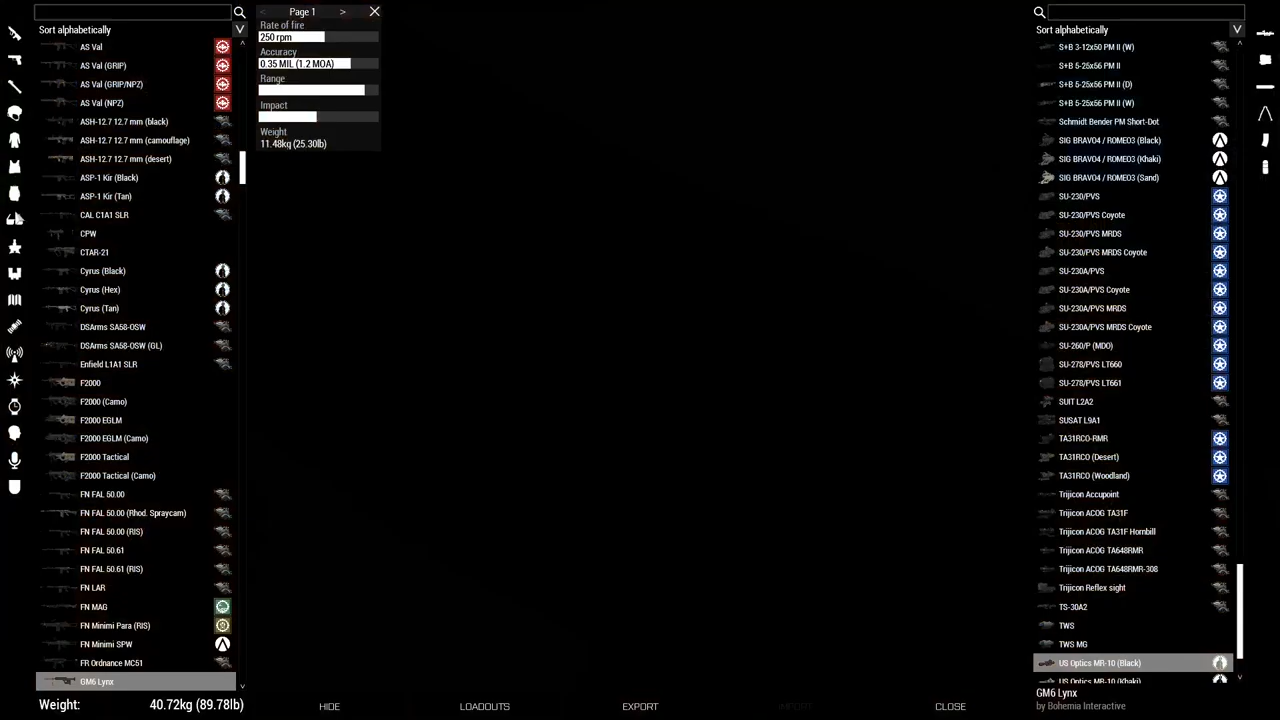 Page 1
Rate of fire
250 rpm
Accuracy
0.35 MIL (1.2 MOA)
Range
Impact
Weight
11.48kg (25.30lb)
Sort alphabetically
AS Val
AS Val (GRIP)
AS Val (GRIP/NPZ)
AS Val (NPZ)
ASH-12.7 12.7 mm (black)
ASH-12.7 12.7 mm (camouflage)
ASH-12.7 12.7 mm (desert)
ASP-1 Kir (Black)
ASP-1 Kir (Tan)
CAL C1A1 SLR
CPW
CTAR-21
Cyrus (Black)
Cyrus (Hex)
Cyrus (Tan)
DSArms SA58-OSW
DSArms SA58-OSW (GL)
Enfield L1A1 SLR
F2000
F2000 (Camo)
F2000 EGLM
F2000 EGLM (Camo)
F2000 Tactical
F2000 Tactical (Camo)
FN FAL 50.00
FN FAL 50.00 (Rhod. Spraycam)
FN FAL 50.00 (RIS)
FN FAL 50.61
FN FAL 50.61 (RIS)
FN LAR
FN MAG
FN Minimi Para (RIS)
FN Minimi SPW
FR Ordnance MC51
GM6 Lynx
Weight: 40.72kg (89.78lb)
HIDE
LOADOUTS
EXPORT
IMPORT
CLOSE
Sort alphabetically
S+B 3-12x50 PM II (W)
S+B 5-25x56 PM II
S+B 5-25x56 PM II (D)
S+B 5-25x56 PM II (W)
Schmidt Bender PM Short-Dot
SIG BRAVO4 / ROMEO3 (Black)
SIG BRAVO4 / ROMEO3 (Khaki)
SIG BRAVO4 / ROMEO3 (Sand)
SU-230/PVS
SU-230/PVS Coyote
SU-230/PVS MRDS
SU-230/PVS MRDS Coyote
SU-230A/PVS
SU-230A/PVS Coyote
SU-230A/PVS MRDS
SU-230A/PVS MRDS Coyote
SU-260/P (MDO)
SU-278/PVS LT660
SU-278/PVS LT661
SUIT L2A2
SUSAT L9A1
TA31RCO-RMR
TA31RCO (Desert)
TA31RCO (Woodland)
Trijicon Accupoint
Trijicon ACOG TA31F
Trijicon ACOG TA31F Hornbill
Trijicon ACOG TA648RMR
Trijicon ACOG TA648RMR-308
Trijicon Reflex sight
TS-30A2
TWS
TWS MG
US Optics MR-10 (Black)
US Optics MR-10 (Khaki)
GM6 Lynx
by Bohemia Interactive